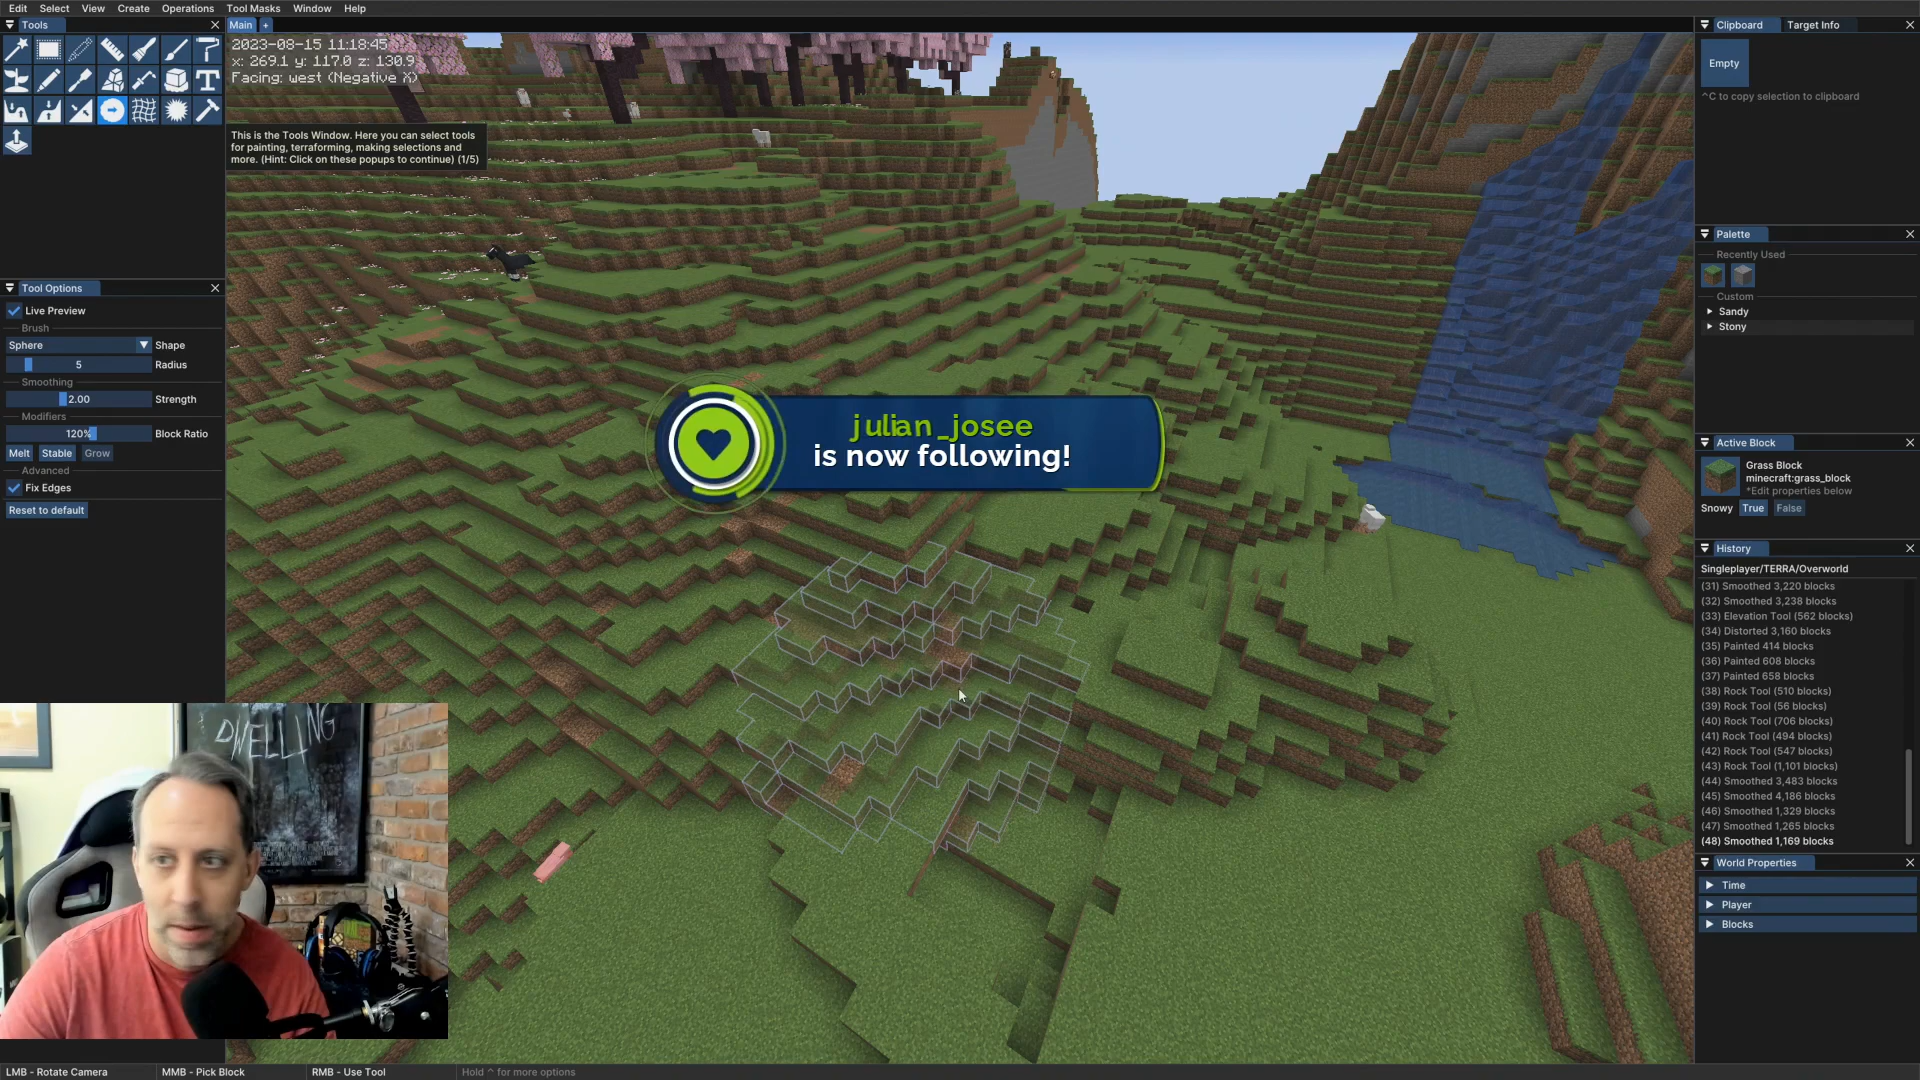 Edit Select View Create Operations Tool Masks Window Help
Tools
Main +
2023-08-15 11:18:45
x: 269.1 y: 117.0 z: 130.9
Facing: west (Negative X)
This is the Tools Window. Here you can select tools
for painting, terraforming, making selections and
more. (Hint: Click on these popups to continue) (1/5)
Tool Options
Live Preview
Brush
Sphere Shape
5 Radius
Smoothing
2.00 Strength
Modifiers
120% Block Ratio
Melt Stable Grow
Advanced
Fix Edges
Reset to default
julian_josee
is now following!
DWELLING
Clipboard Target Info
Empty
^C to copy selection to clipboard
Palette
Recently Used
Custom
Sandy
Stony
Active Block
Grass Block
minecraft:grass_block
*Edit properties below
Snowy True False
History
Singleplayer/TERRA/Overworld
(31) Smoothed 3,220 blocks
(32) Smoothed 3,238 blocks
(33) Elevation Tool (562 blocks)
(34) Distorted 3,160 blocks
(35) Painted 414 blocks
(36) Painted 608 blocks
(37) Painted 658 blocks
(38) Rock Tool (510 blocks)
(39) Rock Tool (56 blocks)
(40) Rock Tool (706 blocks)
(41) Rock Tool (494 blocks)
(42) Rock Tool (547 blocks)
(43) Rock Tool (1,101 blocks)
(44) Smoothed 3,483 blocks
(45) Smoothed 4,186 blocks
(46) Smoothed 1,329 blocks
(47) Smoothed 1,265 blocks
(48) Smoothed 1,169 blocks
World Properties
Time
Player
Blocks
LMB - Rotate Camera MMB - Pick Block RMB - Use Tool Hold ^ for more options